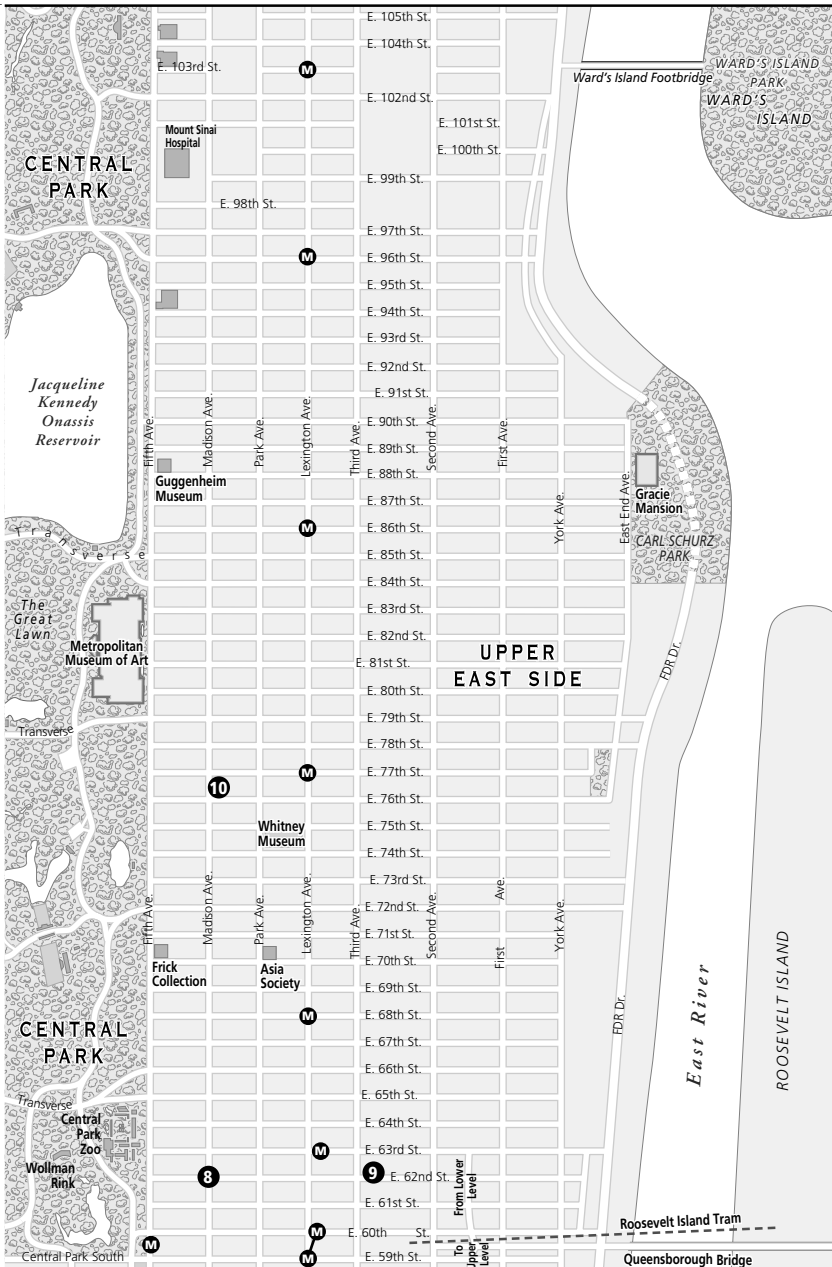 E. 105th St.
E. 104th St.
E. 103rd St.
M
Ward's Island Footbridge
WARD'S ISLAND
PARK
WARD'S
ISLAND
E. 102nd St.
E. 101st St.
Mount Sinai
Hospital
E. 100th St.
CENTRAL
PARK
E. 99th St.
E. 98th St.
E. 97th St.
M
E. 96th St.
E. 95th St.
E. 94th St.
E. 93rd St.
E. 92nd St.
Jacqueline
Kennedy
Onassis
Reservoir
E. 91st St.
Fifth Ave.
Madison Ave.
Park Ave.
Lexington Ave.
Third Ave.
Second Ave.
First Ave.
E. 90th St.
E. 89th St.
E. 88th St.
Guggenheim
Museum
York Ave.
East End Ave.
Gracie
Mansion
E. 87th St.
M
E. 86th St.
Transverse
CARL SCHURZ
PARK
E. 85th St.
E. 84th St.
The
Great
Lawn
E. 83rd St.
E. 82nd St.
Metropolitan
Museum of Art
UPPER
EAST SIDE
E. 81st St.
FDR Dr.
E. 80th St.
E. 79th St.
Transverse
E. 78th St.
M
E. 77th St.
10
E. 76th St.
Whitney
Museum
E. 75th St.
E. 74th St.
E. 73rd St.
Fifth Ave.
Madison Ave.
Park Ave.
Lexington Ave.
Third Ave.
Second Ave.
First Ave.
York Ave.
E. 72nd St.
E. 71st St.
E. 70th St.
Frick
Collection
Asia
Society
E. 69th St.
M
E. 68th St.
FDR Dr.
East River
ROOSEVELT ISLAND
CENTRAL
PARK
E. 67th St.
E. 66th St.
E. 65th St.
Transverse
E. 64th St.
Central
Park
Zoo
M
E. 63rd St.
Wollman
Rink
8
9
E. 62nd St.
From Lower
Level
E. 61st St.
M
E. 60th St.
Roosevelt Island Tram
M
Central Park South
M
E. 59th St.
To
Upper
Level
Queensborough Bridge